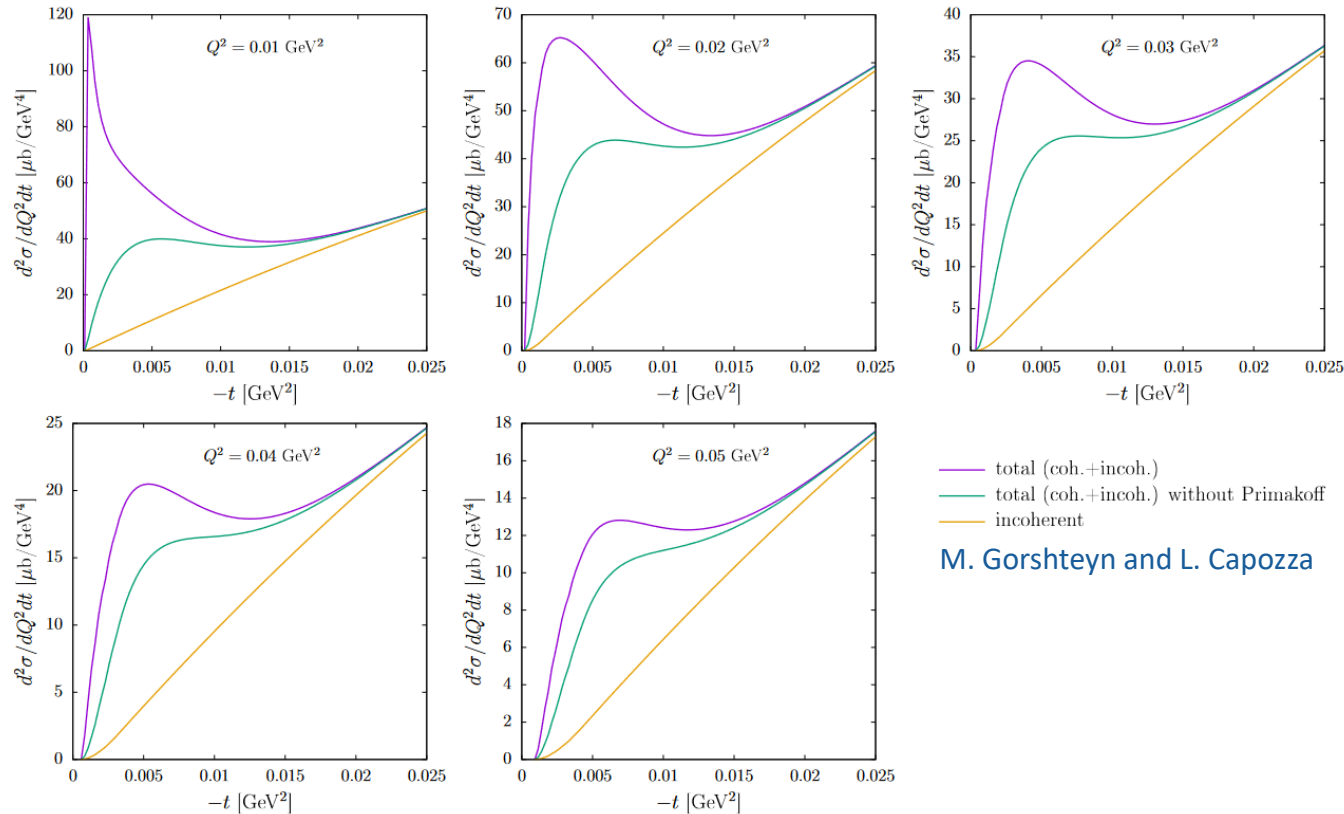 120
100
80
60
40
20
0
d²σ/dQ²dt [μb/GeV⁴]
Q² = 0.01 GeV²
0 0.005 0.01 0.015 0.02 0.025
−t [GeV²]
70
60
50
40
30
20
10
0
d²σ/dQ²dt [μb/GeV⁴]
Q² = 0.02 GeV²
0 0.005 0.01 0.015 0.02 0.025
−t [GeV²]
40
35
30
25
20
15
10
5
0
d²σ/dQ²dt [μb/GeV⁴]
Q² = 0.03 GeV²
0 0.005 0.01 0.015 0.02 0.025
−t [GeV²]
25
20
15
10
5
0
d²σ/dQ²dt [μb/GeV⁴]
Q² = 0.04 GeV²
0 0.005 0.01 0.015 0.02 0.025
−t [GeV²]
18
16
14
12
10
8
6
4
2
0
d²σ/dQ²dt [μb/GeV⁴]
Q² = 0.05 GeV²
0 0.005 0.01 0.015 0.02 0.025
−t [GeV²]
total (coh.+incoh.)
total (coh.+incoh.) without Primakoff
incoherent
M. Gorshteyn and L. Capozza